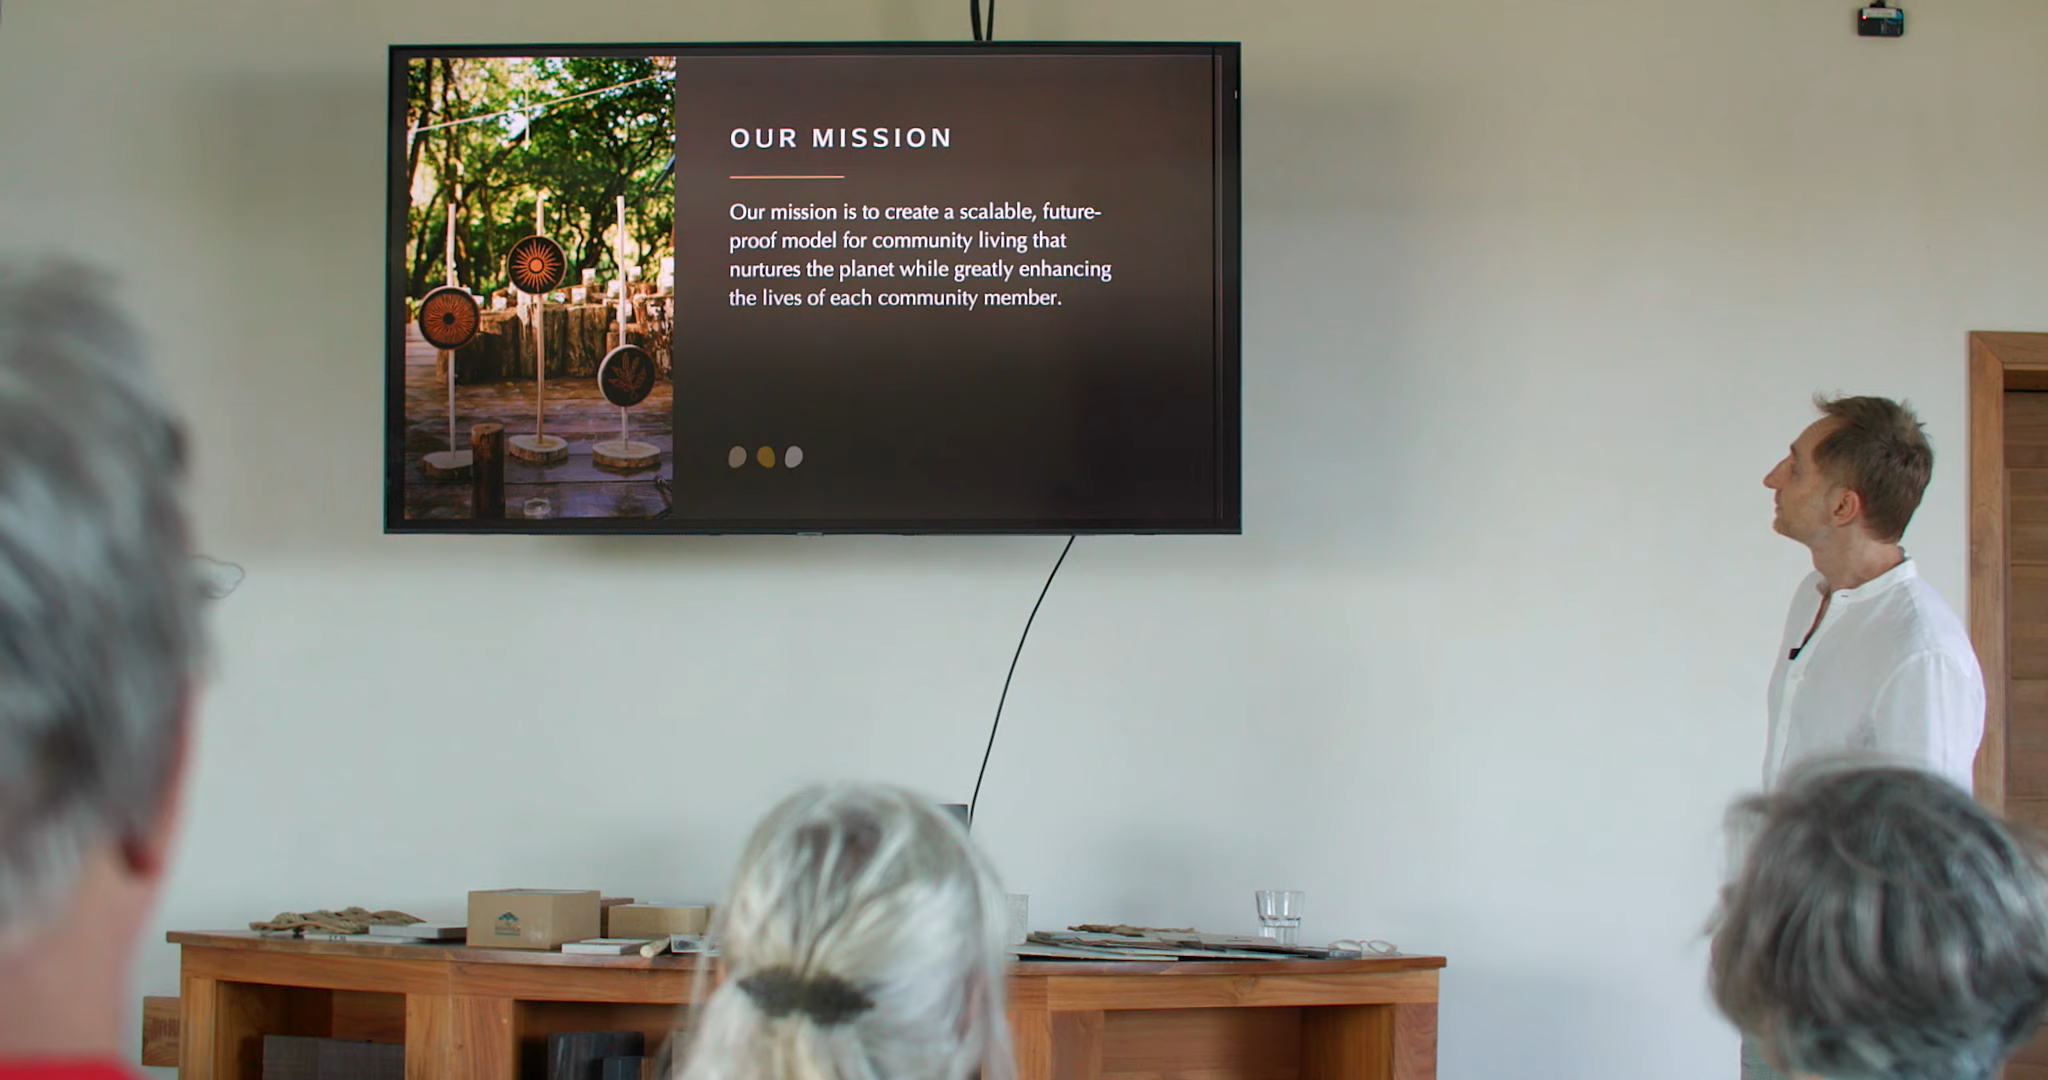 OUR MISSION
Our mission is to create a scalable, future-
proof model for community living that
nurtures the planet while greatly enhancing
the lives of each community member.